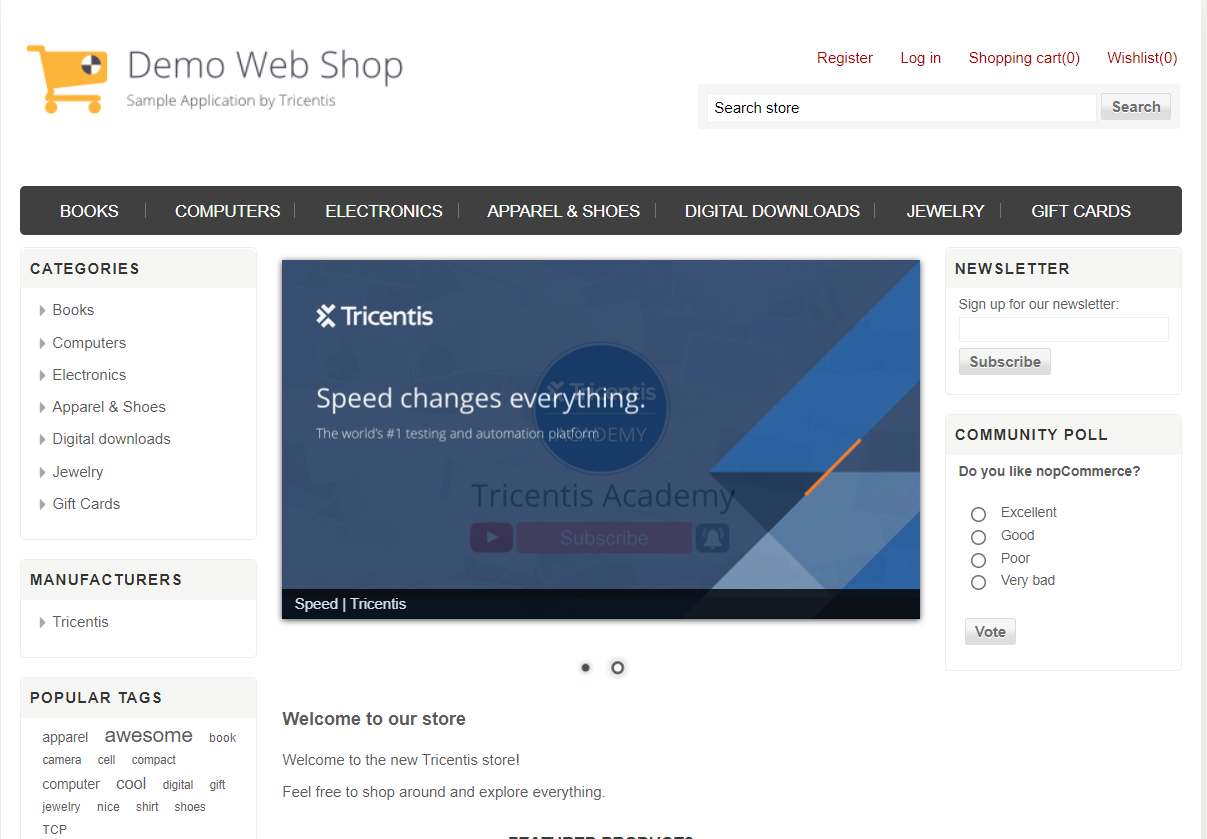 Demo Web Shop
Sample Application by Tricentis
Register Log in Shopping cart(0) Wishlist(0)
Search store Search
BOOKS COMPUTERS ELECTRONICS APPAREL & SHOES DIGITAL DOWNLOADS JEWELRY GIFT CARDS
CATEGORIES
Books
Computers
Electronics
Apparel & Shoes
Digital downloads
Jewelry
Gift Cards
MANUFACTURERS
Tricentis
POPULAR TAGS
apparel awesome book
camera cell compact
computer cool digital gift
jewelry nice shirt shoes
TCP
Tricentis
Speed changes everything.
The world's #1 testing and automation platform
Tricentis
ACADEMY
Tricentis Academy
Subscribe
Speed | Tricentis
Welcome to our store
Welcome to the new Tricentis store!
Feel free to shop around and explore everything.
FEATURED PRODUCTS
NEWSLETTER
Sign up for our newsletter:
Subscribe
COMMUNITY POLL
Do you like nopCommerce?
Excellent
Good
Poor
Very bad
Vote